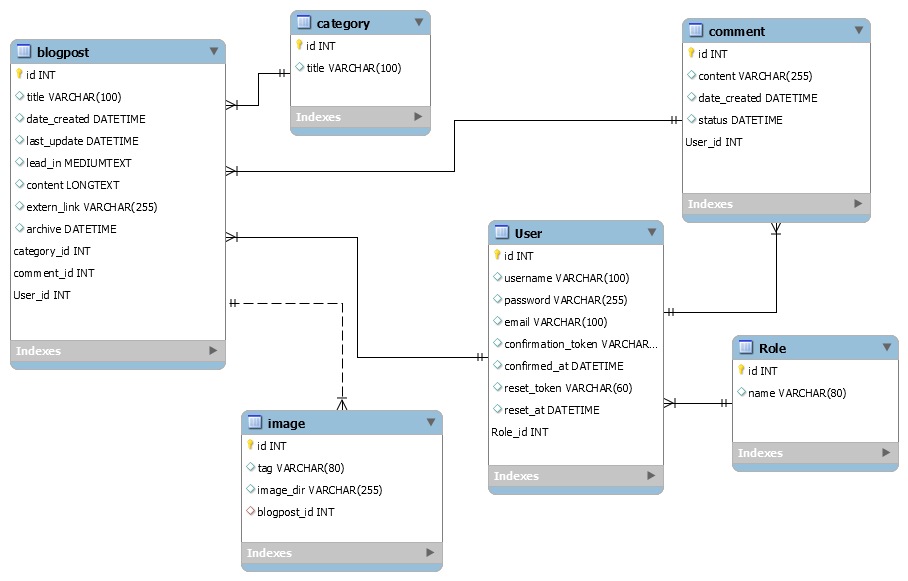 blogpost
id INT
title VARCHAR(100)
date_created DATETIME
last_update DATETIME
lead_in MEDIUMTEXT
content LONGTEXT
extern_link VARCHAR(255)
archive DATETIME
category_id INT
comment_id INT
User_id INT
Indexes
category
id INT
title VARCHAR(100)
Indexes
comment
id INT
content VARCHAR(255)
date_created DATETIME
status DATETIME
User_id INT
Indexes
User
id INT
username VARCHAR(100)
password VARCHAR(255)
email VARCHAR(100)
confirmation_token VARCHAR...
confirmed_at DATETIME
reset_token VARCHAR(60)
reset_at DATETIME
Role_id INT
Indexes
Role
id INT
name VARCHAR(80)
Indexes
image
id INT
tag VARCHAR(80)
image_dir VARCHAR(255)
blogpost_id INT
Indexes